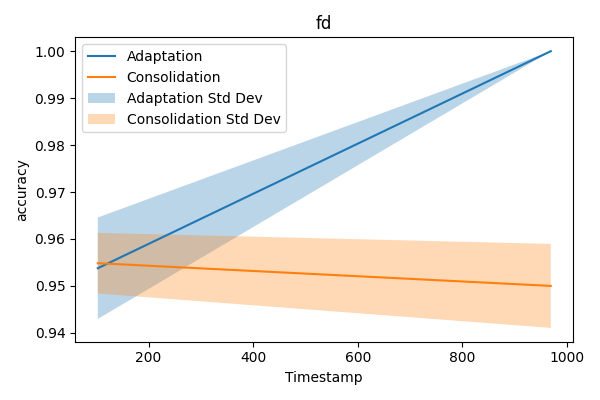 fd
Adaptation
Consolidation
Adaptation Std Dev
Consolidation Std Dev
accuracy
1.00
0.99
0.98
0.97
0.96
0.95
0.94
200
400
600
800
1000
Timestamp